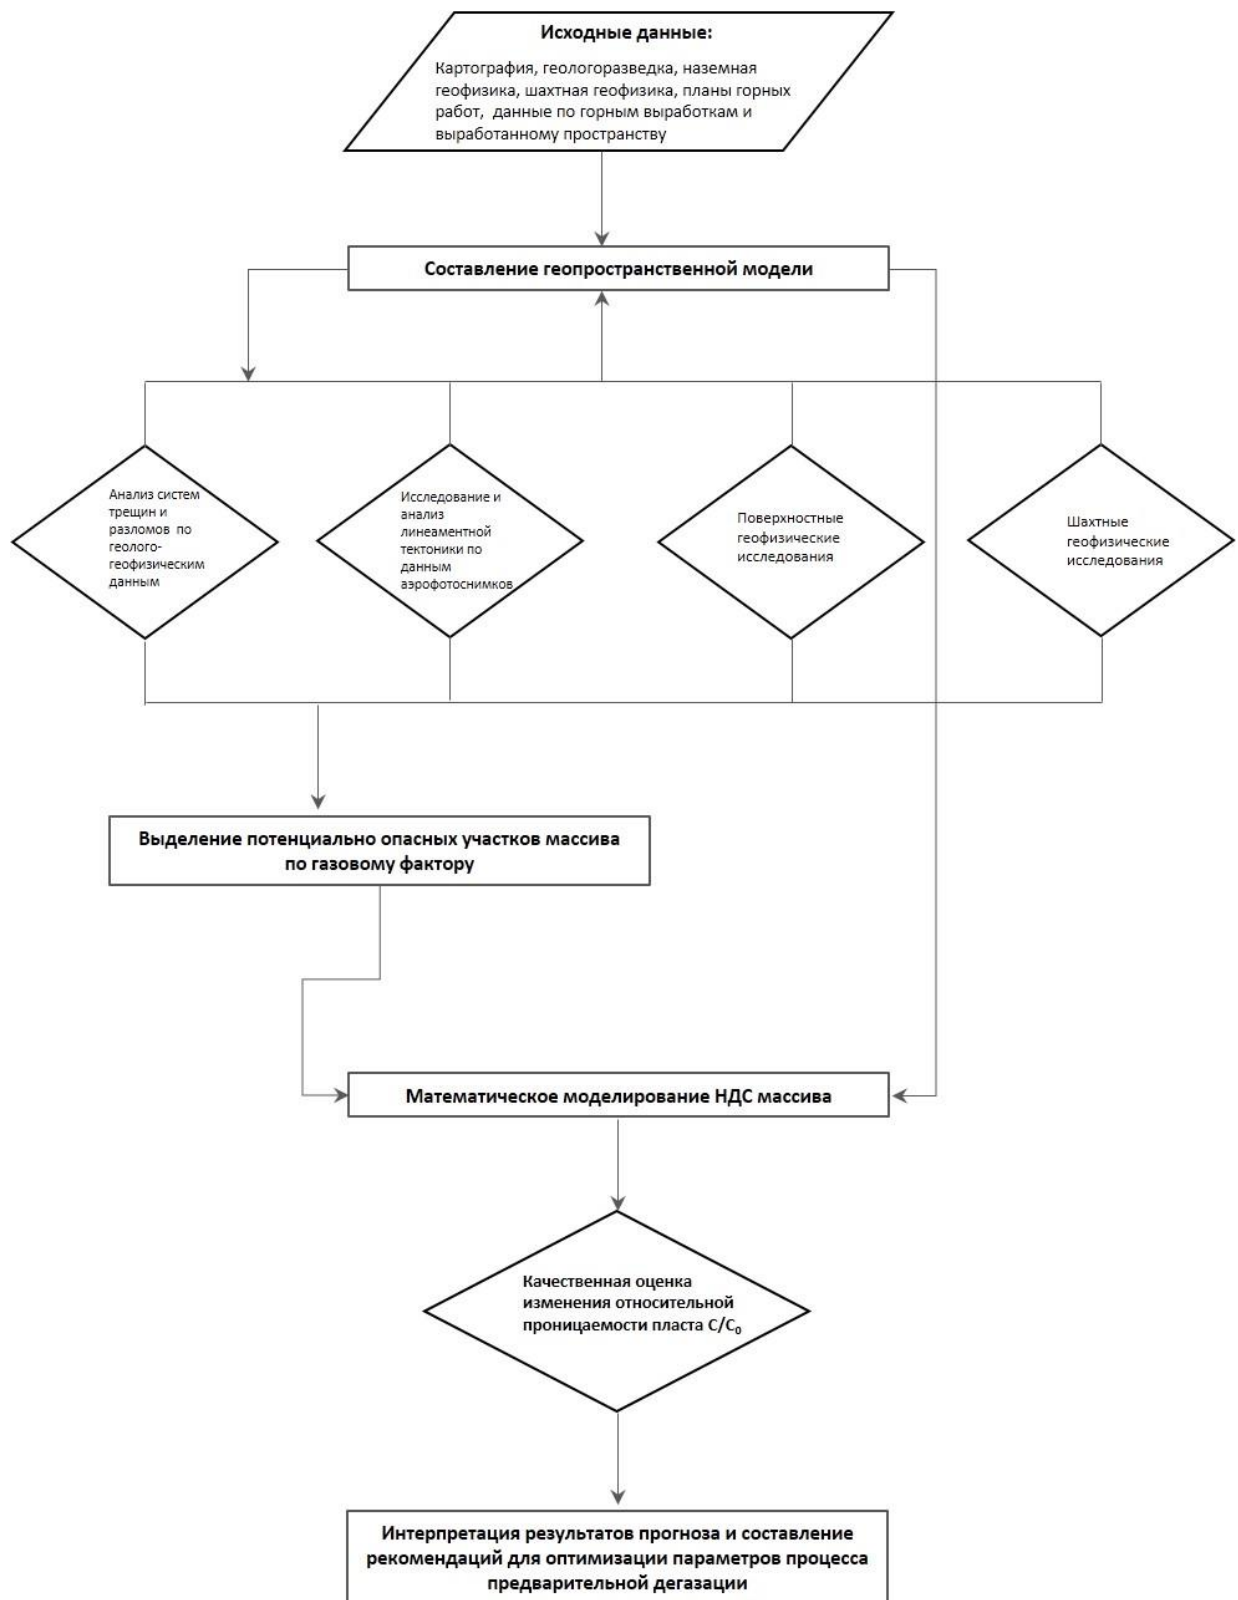 Исходные данные:
Картография, геологоразведка, наземная
геофизика, шахтная геофизика, планы горных
работ, данные по горным выработкам и
выработанному пространству
Составление геопространственной модели
Анализ систем
трещин и
разломов по
геолого-
геофизическим
данным
Исследование и
анализ
линеаментной
тектоники по
данным
аэрофотоснимков
Поверхностные
геофизические
исследования
Шахтные
геофизические
исследования
Выделение потенциально опасных участков массива
по газовому фактору
Математическое моделирование НДС массива
Качественная оценка
изменения относительной
проницаемости пласта C/C₀
Интерпретация результатов прогноза и составление
рекомендаций для оптимизации параметров процесса
предварительной дегазации